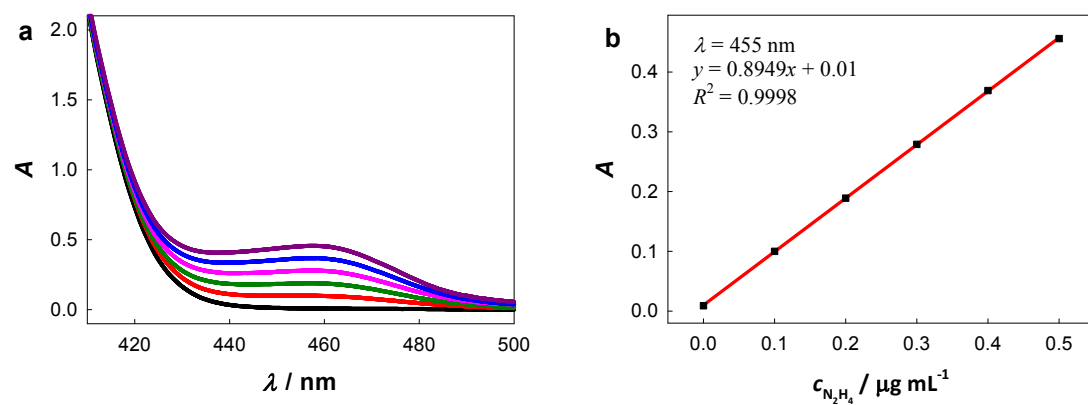 a
2.0
1.5
1.0
0.5
0.0
A
420
440
460
480
500
λ / nm
b
λ = 455 nm
y = 0.8949x + 0.01
R² = 0.9998
0.4
0.3
0.2
0.1
0.0
A
0.0
0.1
0.2
0.3
0.4
0.5
c_N₂H₄ / μg mL⁻¹